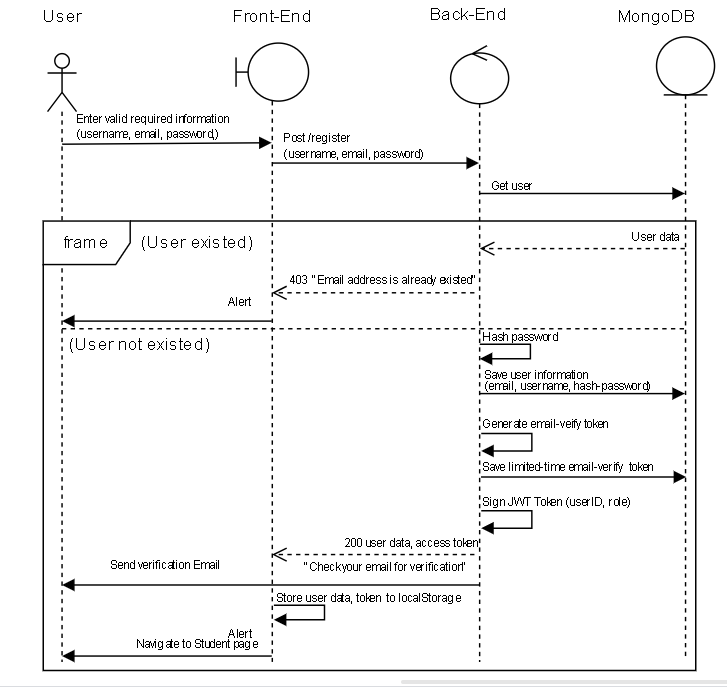 User
Front-End
Back-End
MongoDB
Enter valid required information
(username, email, password,)
Post /register
(username, email, password)
Get user
frame
(User existed)
User data
403 "Email address is already existed"
Alert
(User not existed)
Hash password
Save user information
(email, username, hash-password)
Generate email-veify token
Save limited-time email-verify token
Sign JWT Token (userID, role)
200 user data, access token
Send verification Email
"Check your email for verification"
Store user data, token to localStorage
Alert
Navigate to Student page